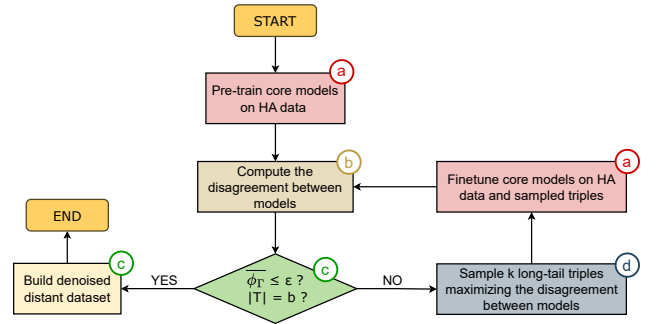 START
a
Pre-train core models
on HA data
b
Compute the
disagreement between
models
a
Finetune core models on HA
data and sampled triples
END
c
Build denoised
distant dataset
YES
c
ϕ̅_Γ̅ ≤ ε ?
|T| = b ?
NO
d
Sample k long-tail triples
maximizing the disagreement
between models